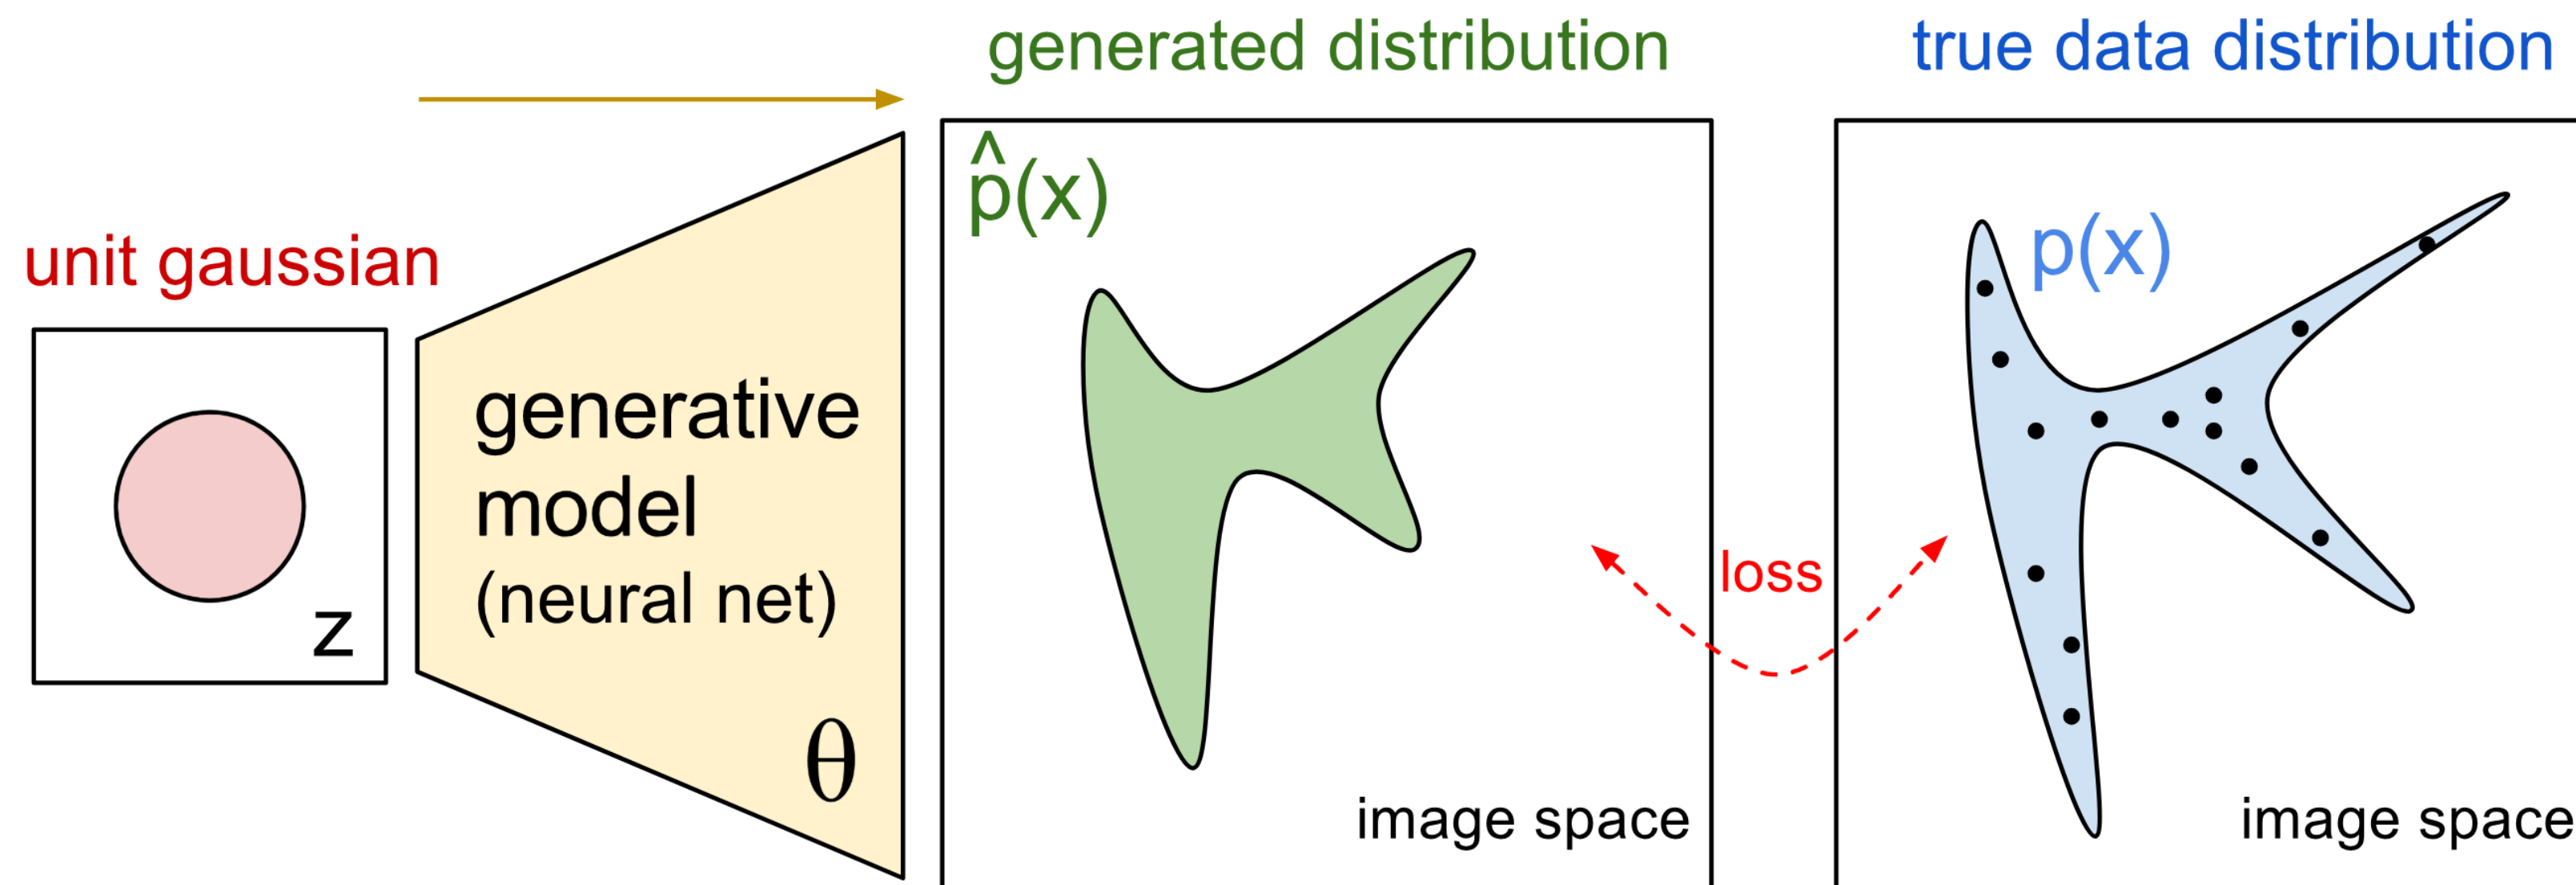 generated distribution
true data distribution
p̂(x)
p(x)
unit gaussian
z
generative
model
(neural net)
θ
loss
image space
image space